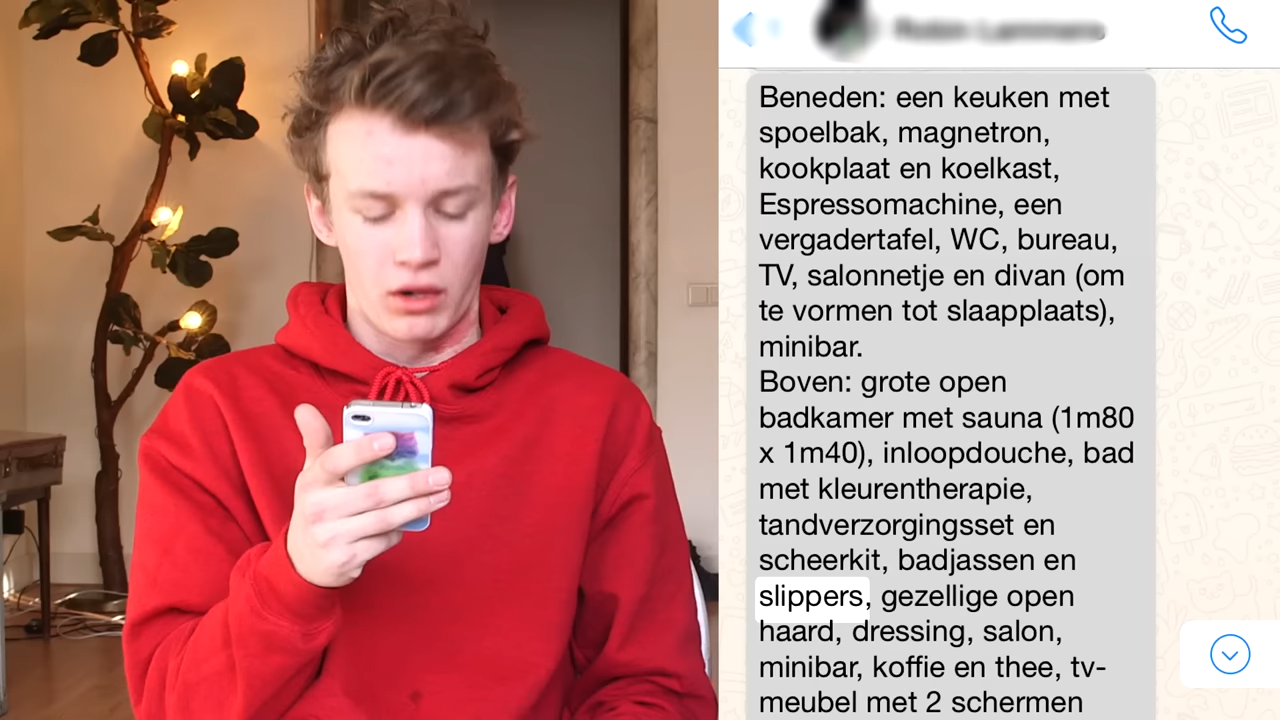 Beneden: een keuken met
spoelbak, magnetron,
kookplaat en koelkast,
Espressomachine, een
vergadertafel, WC, bureau,
TV, salonnetje en divan (om
te vormen tot slaapplaats),
minibar.
Boven: grote open
badkamer met sauna (1m80
x 1m40), inloopdouche, bad
met kleurentherapie,
tandverzorgingsset en
scheerkit, badjassen en
slippers, gezellige open
haard, dressing, salon,
minibar, koffie en thee, tv-
meubel met 2 schermen